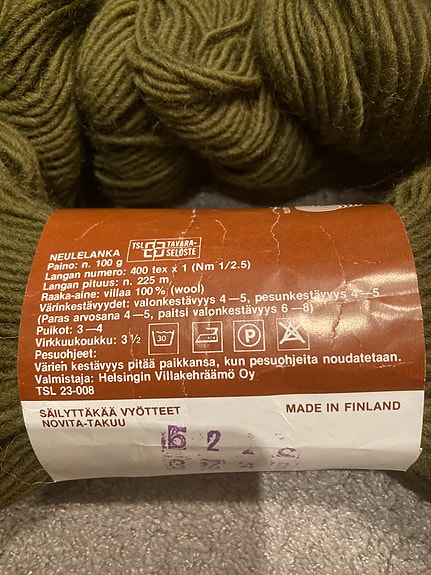 NEULELANKA TSL TAVARA-
SELOSTE
Paino: n. 100 g
Langan numero: 400 tex x 1 (Nm 1/2.5)
Langan pituus: n. 225 m
Raaka-aine: villaa 100 % (wool)
Värinkestävyydet: valonkestävyys 4—5, pesunkestävyys 4—5
(Paras arvosana 4—5, paitsi valonkestävyys 6—8)
Puikot: 3—4
Virkkuukoukku: 3½
Pesuohjeet: 30 P
Värien kestävyys pitää paikkansa, kun pesuohjeita noudatetaan.
Valmistaja: Helsingin Villakehräämö Oy
TSL 23-008
SÄILYTTÄKÄÄ VYÖTTEET
NOVITA-TAKUU
MADE IN FINLAND
6 2